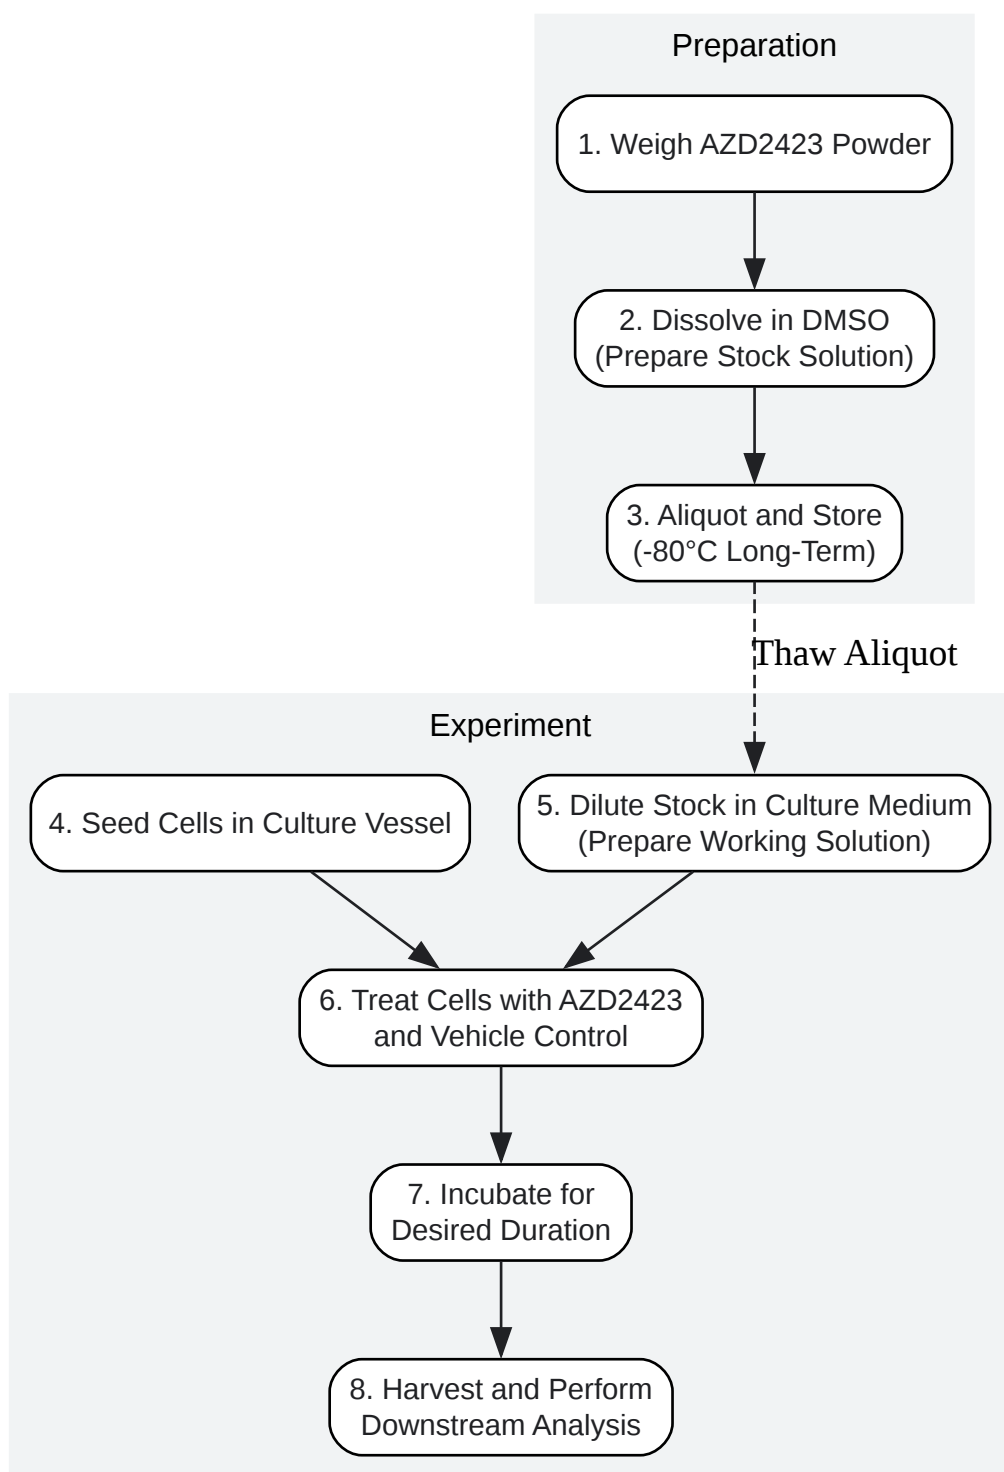 Preparation
1. Weigh AZD2423 Powder
2. Dissolve in DMSO
(Prepare Stock Solution)
3. Aliquot and Store
(-80°C Long-Term)
Thaw Aliquot
Experiment
4. Seed Cells in Culture Vessel
5. Dilute Stock in Culture Medium
(Prepare Working Solution)
6. Treat Cells with AZD2423
and Vehicle Control
7. Incubate for
Desired Duration
8. Harvest and Perform
Downstream Analysis